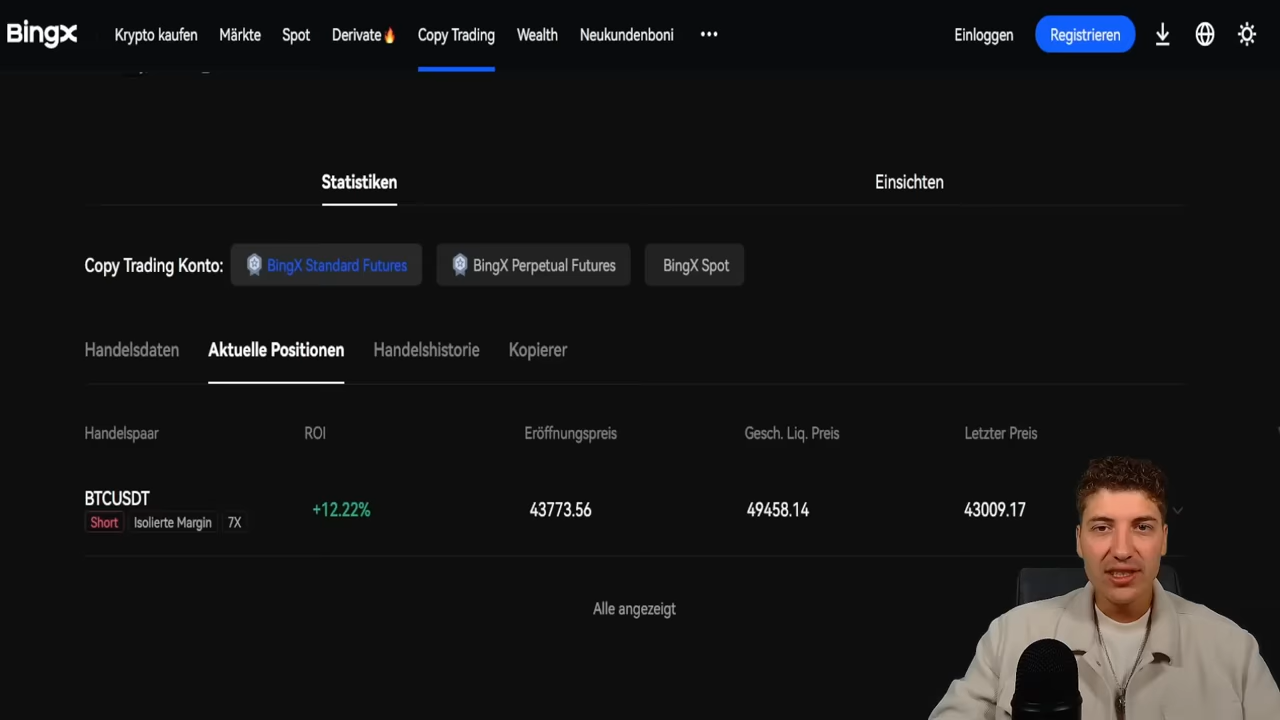 BingX Krypto kaufen Märkte Spot Derivate Copy Trading Wealth Neukundenboni ••• Einloggen Registrieren
Statistiken Einsichten
Copy Trading Konto: BingX Standard Futures BingX Perpetual Futures BingX Spot
Handelsdaten Aktuelle Positionen Handelshistorie Kopierer
Handelspaar ROI Eröffnungspreis Gesch. Liq. Preis Letzter Preis
BTCUSDT +12.22% 43773.56 49458.14 43009.17
Short Isolierte Margin 7X
Alle angezeigt